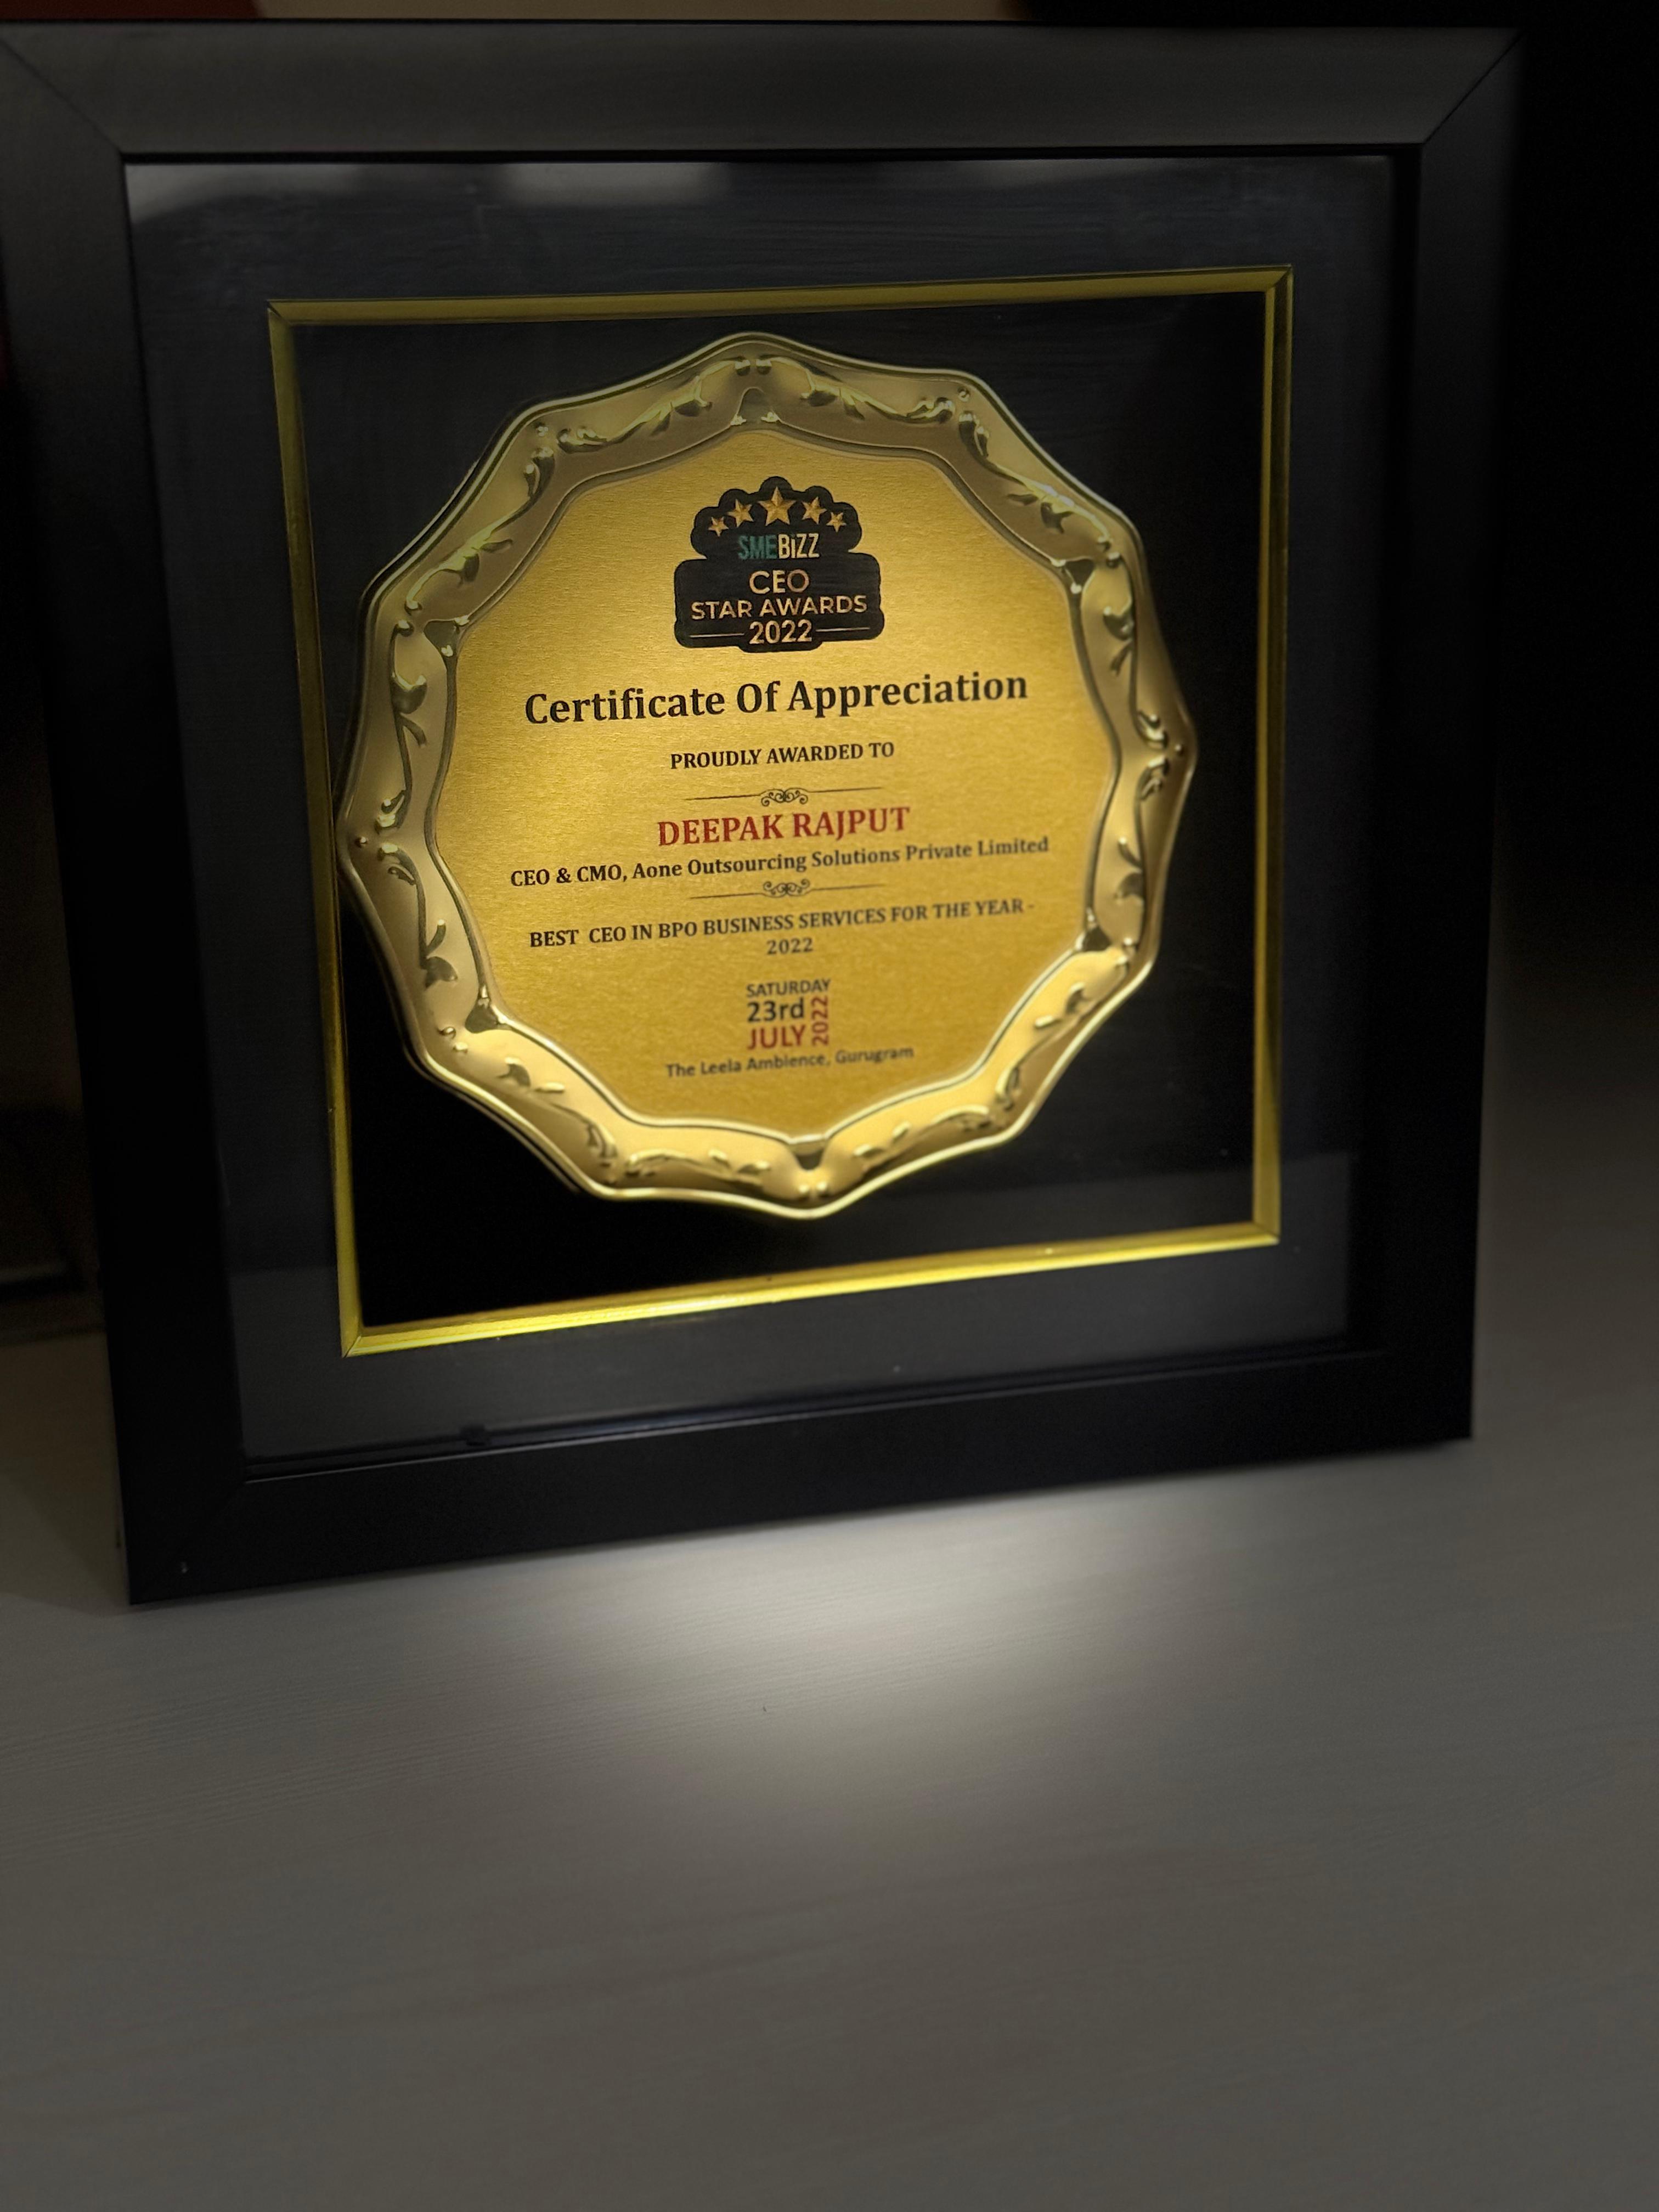 SMEBiZZ
CEO
STAR AWARDS
2022
Certificate Of Appreciation
PROUDLY AWARDED TO
DEEPAK RAJPUT
CEO & CMO, Aone Outsourcing Solutions Private Limited
BEST CEO IN BPO BUSINESS SERVICES FOR THE YEAR -
2022
SATURDAY
23rd
JULY 2022
The Leela Ambience, Gurugram